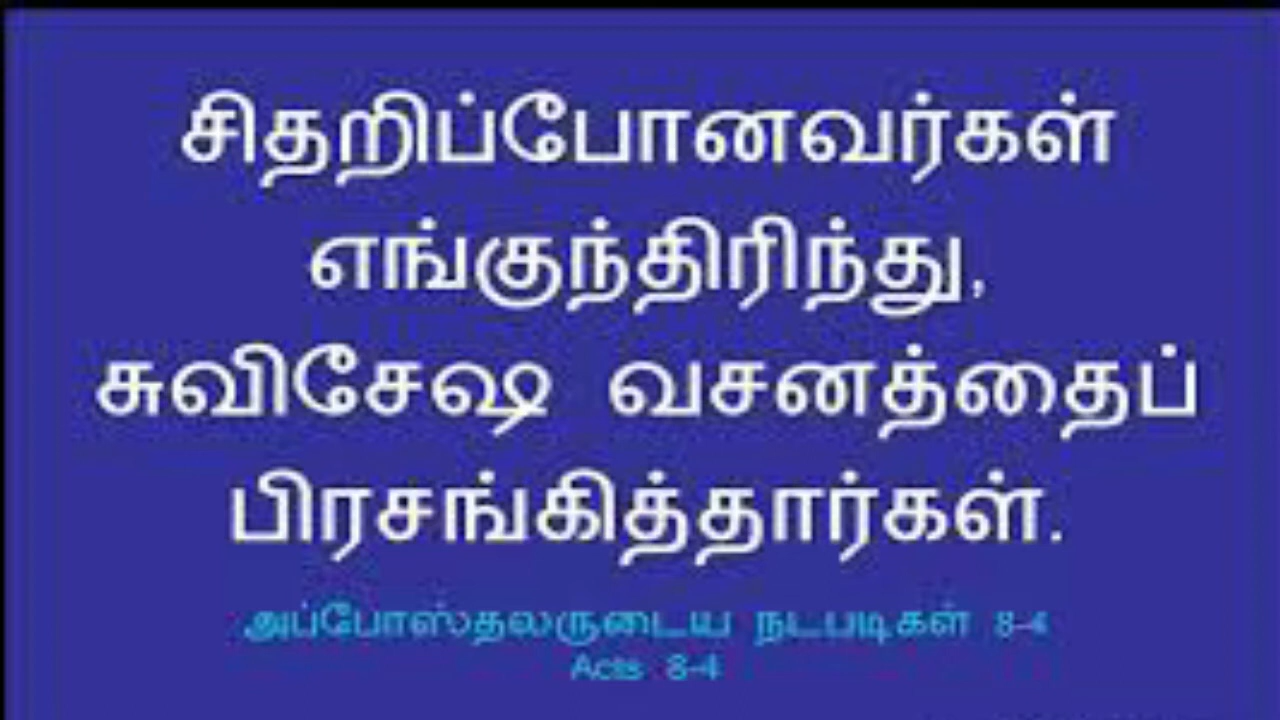 சிதறிப்போனவர்கள்
எங்குந்திரிந்து,
சுவிசேஷ வசனத்தைப்
பிரசங்கித்தார்கள்.
அப்போஸ்தலருடைய நடபடிகள் 8-4
Acts 8-4